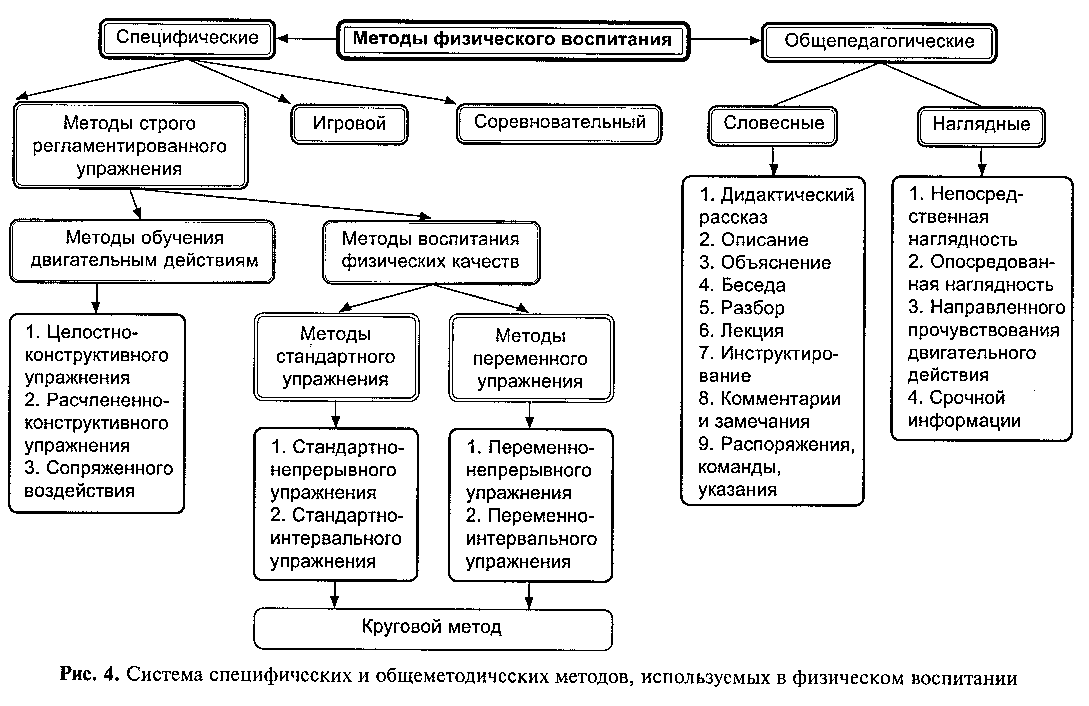 Методы физического воспитания
Специфические
Общепедагогические
Методы строго
регламентированного
упражнения
Игровой
Соревновательный
Словесные
Наглядные
Методы обучения
двигательным действиям
Методы воспитания
физических качеств
1. Целостно-
конструктивного
упражнения
2. Расчлененно-
конструктивного
упражнения
3. Сопряженного
воздействия
Методы
стандартного
упражнения
Методы
переменного
упражнения
1. Стандартно-
непрерывного
упражнения
2. Стандартно-
интервального
упражнения
1. Переменно-
непрерывного
упражнения
2. Переменно-
интервального
упражнения
Круговой метод
1. Дидактический
рассказ
2. Описание
3. Объяснение
4. Беседа
5. Разбор
6. Лекция
7. Инструктиро-
вание
8. Комментарии
и замечания
9. Распоряжения,
команды,
указания
1. Непосред-
ственная
наглядность
2. Опосредован-
ная наглядность
3. Направленного
прочувствования
двигательного
действия
4. Срочной
информации
Рис. 4. Система специфических и общеметодических методов, используемых в физическом воспитании